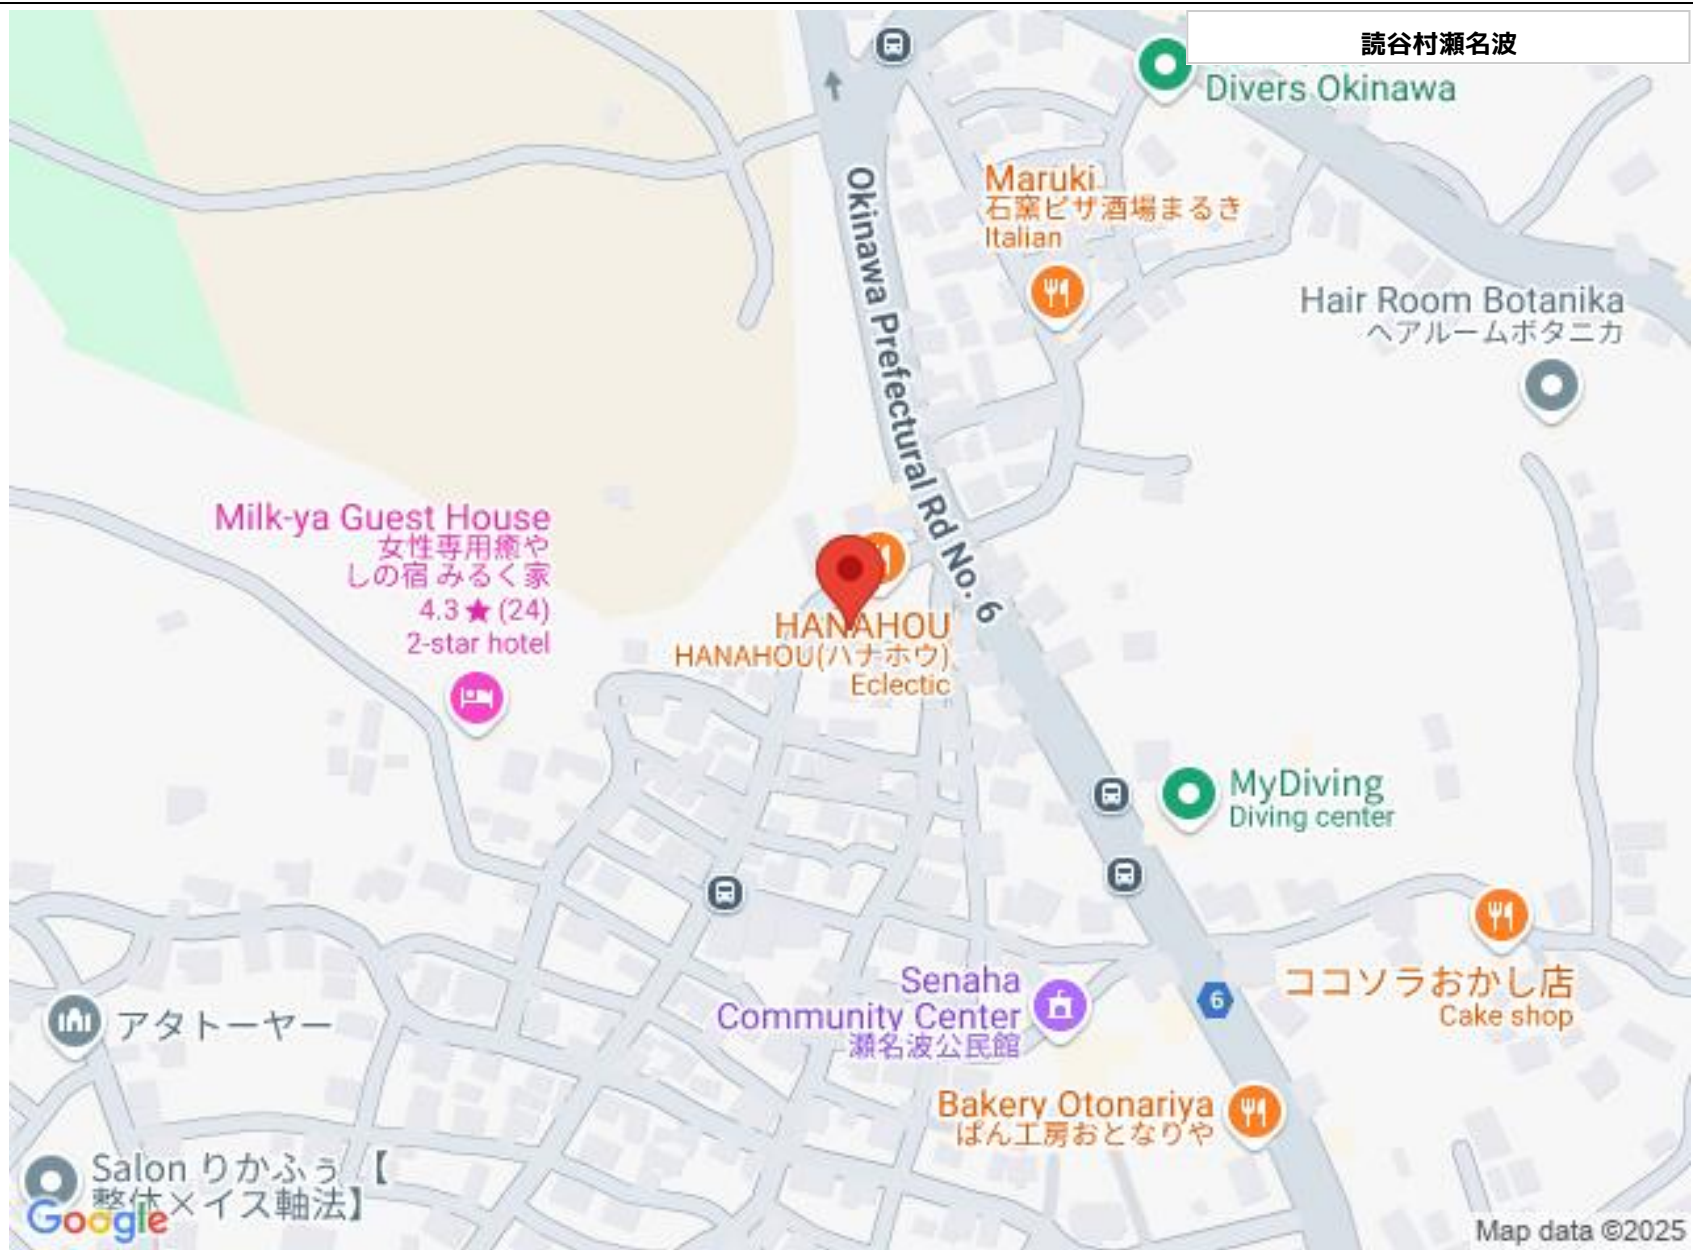 読谷村瀬名波
Divers Okinawa
Okinawa Prefectural Rd No. 6
Maruki
石窯ピザ酒場まるき
Italian
Hair Room Botanika
ヘアルームボタニカ
Milk-ya Guest House
女性専用癒や
しの宿 みるく家
4.3★(24)
2-star hotel
HANAHOU
HANAHOU(ハナホウ)
Eclectic
MyDiving
Diving center
Senaha
Community Center
瀬名波公民館
6
ココソラおかし店
Cake shop
アタトーヤー
Bakery Otonariya
ぱん工房おとなりや
Salon りかふぅ【
整体×イス軸法】
Google
Map data ©2025